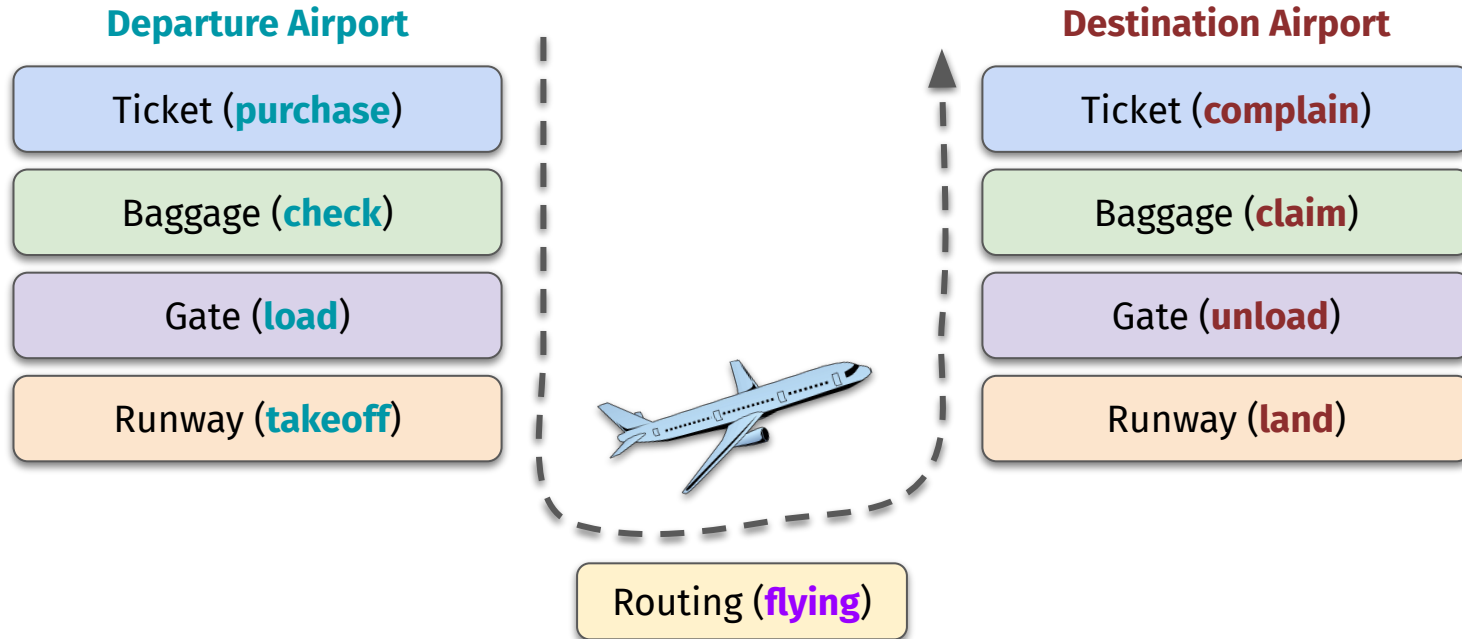 Departure Airport
Ticket (purchase)
Baggage (check)
Gate (load)
Runway (takeoff)
Destination Airport
Ticket (complain)
Baggage (claim)
Gate (unload)
Runway (land)
Routing (flying)